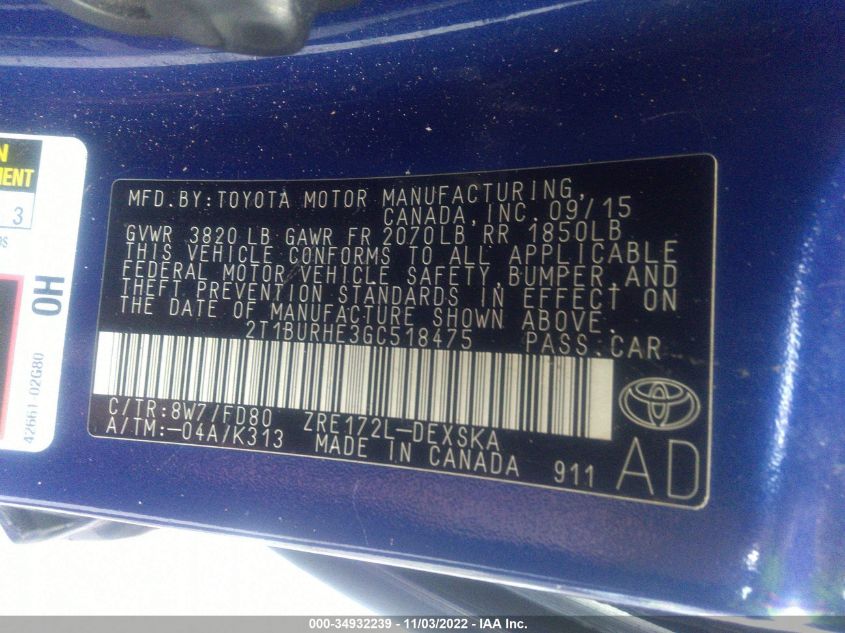 MFD.BY:TOYOTA MOTOR MANUFACTURING,
CANADA,INC. 09/15
GVWR 3820 LB GAWR FR 2070LB RR 1850LB
THIS VEHICLE CONFORMS TO ALL APPLICABLE
FEDERAL MOTOR VEHICLE SAFETY,BUMPER,AND
THEFT PREVENTION STANDARDS IN EFFECT ON
THE DATE OF MANUFACTURE SHOWN ABOVE.
2T1BURHE3GC518475 PASS.CAR
C/TR:8W7/FD80 ZRE172L-DEXSKA
A/TM:-04A/K313 MADE IN CANADA 911
AD
3
OH
42661-02G80
000-34932239 - 11/03/2022 - IAA Inc.